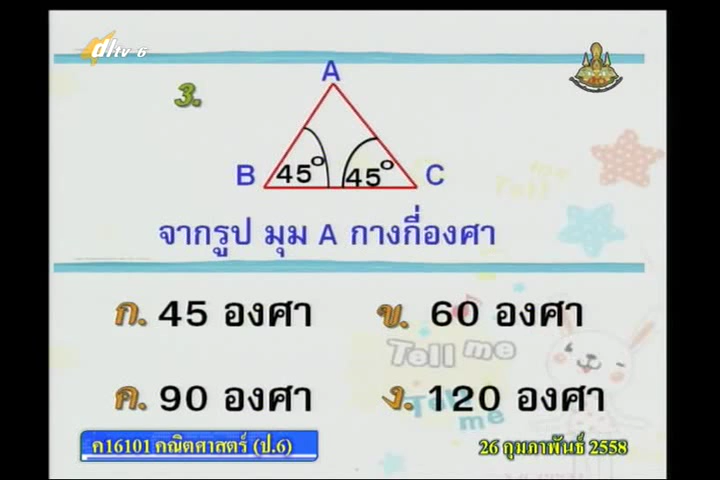 dltv-6
3.
A
B 45° 45° C
จากรูป มุม A กางกี่องศา
ก. 45 องศา ข. 60 องศา
Tell me
ค. 90 องศา ง. 120 องศา
me
ค16101 คณิตศาสตร์ (ป.6) 26 กุมภาพันธ์ 2558